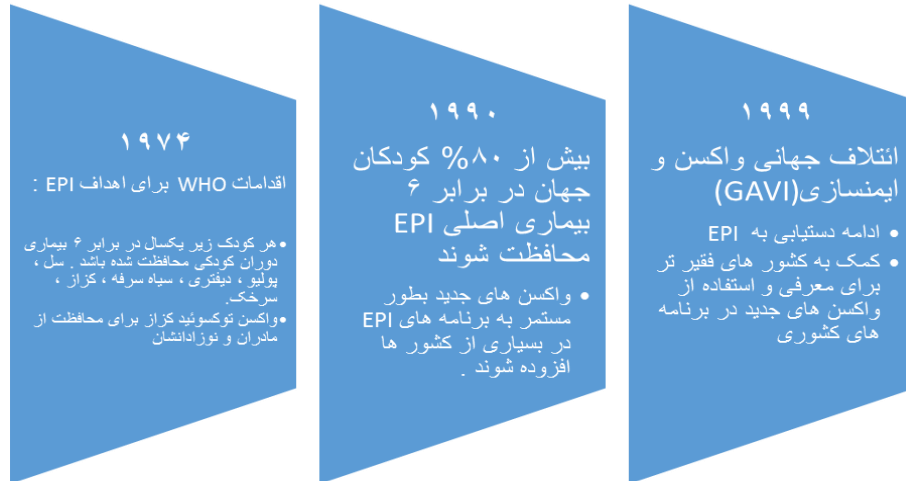 ۱۹۷۴
اقدامات WHO برای اهداف EPI :
• هر کودک زیر یکسال در برابر ۶ بیماری
دوران کودکی محافظت شده باشد . سل ،
پولیو ، دیفتری ، سیاه سرفه ، کزاز ،
سرخک.
• واکسن توکسوئید کزاز برای محافظت از
مادران و نوزادانشان
۱۹۹۰
بیش از ۸۰% کودکان
جهان در برابر ۶
بیماری اصلی EPI
محافظت شوند
• واکسن های جدید بطور
مستمر به برنامه های EPI
در بسیاری از کشور ها
افزوده شوند .
۱۹۹۹
ائتلاف جهانی واکسن و
ایمنسازی(GAVI)
• ادامه دستیابی به EPI
• کمک به کشور های فقیر تر
برای معرفی و استفاده از
واکسن های جدید در برنامه
های کشوری